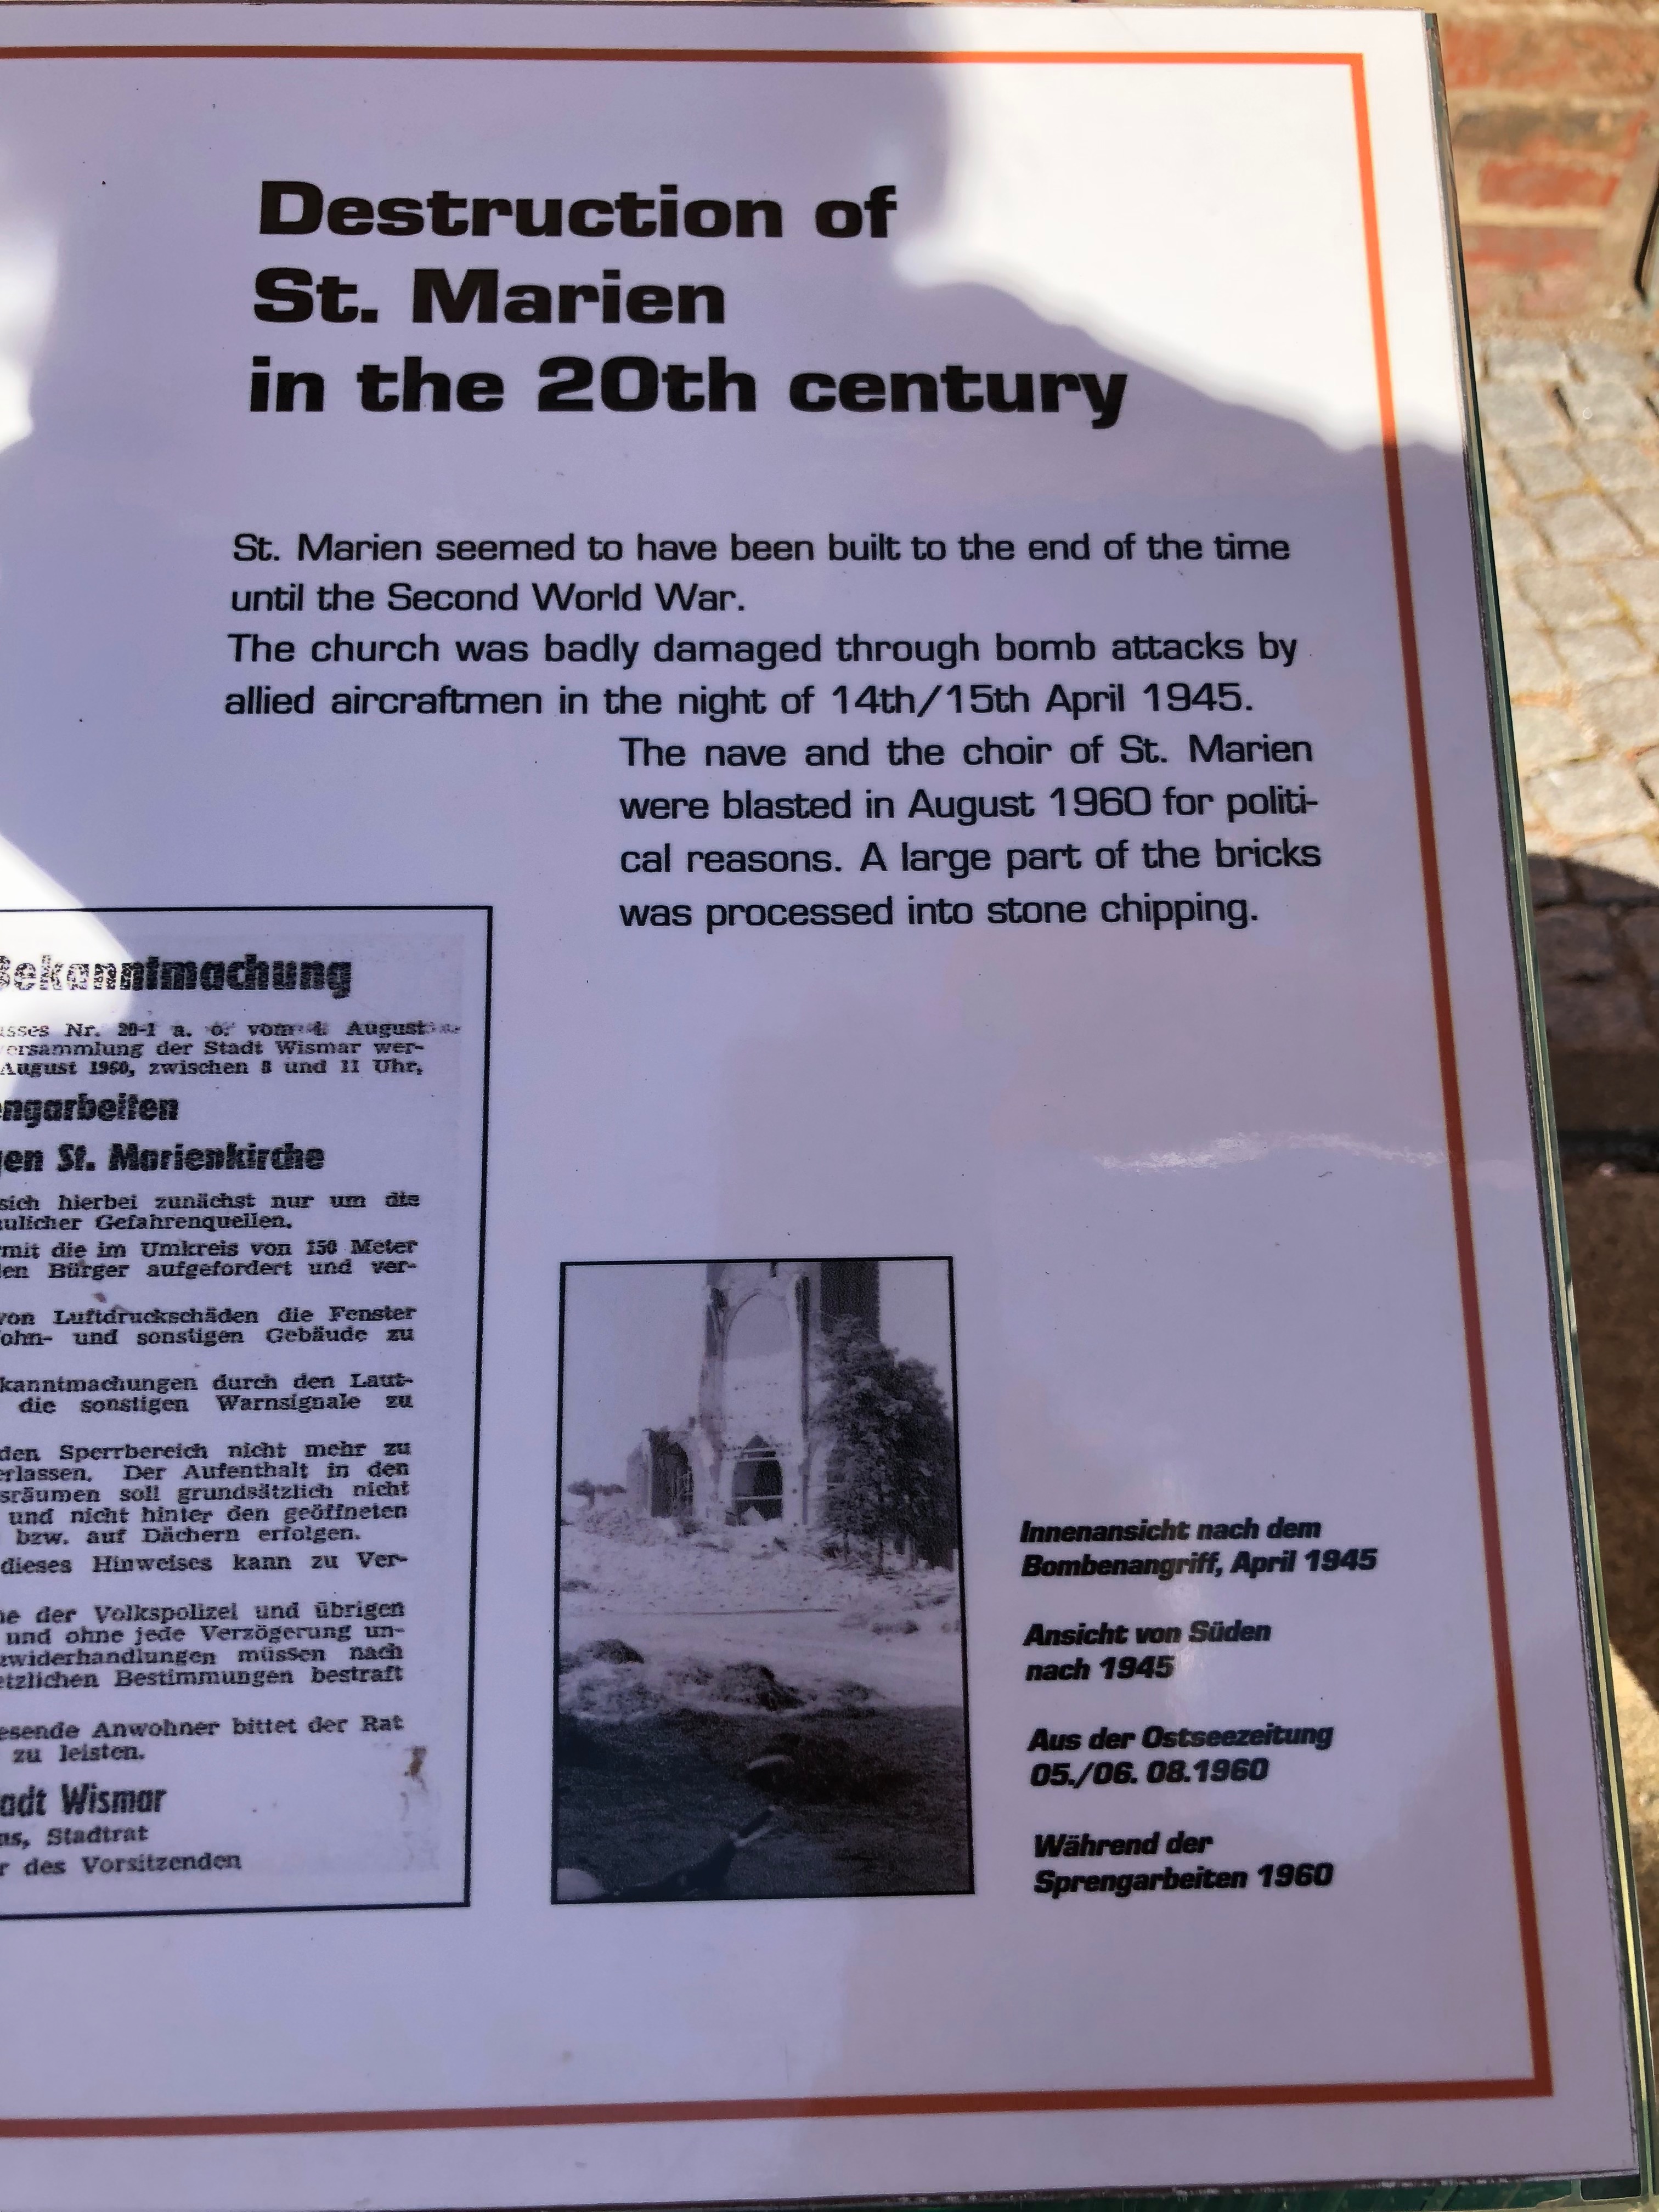 Destruction of
St. Marien
in the 20th century
St. Marien seemed to have been built to the end of the time
until the Second World War.
The church was badly damaged through bomb attacks by
allied aircraftmen in the night of 14th/15th April 1945.
The nave and the choir of St. Marien
were blasted in August 1960 for politi-
cal reasons. A large part of the bricks
was processed into stone chipping.
Bekanntmachung
Nr. 20-1 a. o. vom 4. August
der Stadt Wismar wer-
August 1960, zwischen 8 und 11 Uhr,
St. Marienkirche
sich hierbei zunächst nur um die
Gefahrenquellen.
die im Umkreis von 150 Meter
Bürger aufgefordert und ver-
von Luftdruckschäden die Fenster
und sonstigen Gebäude zu
durch den Laut-
die sonstigen Warnsignale zu
den Sperrbereich nicht mehr zu
Der Aufenthalt in den
soll grundsätzlich nicht
und nicht hinter den geöffneten
bzw. auf Dächern erfolgen.
dieses Hinweises kann zu Ver-
der Volkspolizei und übrigen
und ohne jede Verzögerung un-
müssen nach
Bestimmungen bestraft
Anwohner bittet der Rat
zu leisten.
Wismar
Stadtrat
des Vorsitzenden
Innenansicht nach dem
Bombenangriff, April 1945
Ansicht von Süden
nach 1945
Aus der Ostseezeitung
05./06. 08.1960
Während der
Sprengarbeiten 1960